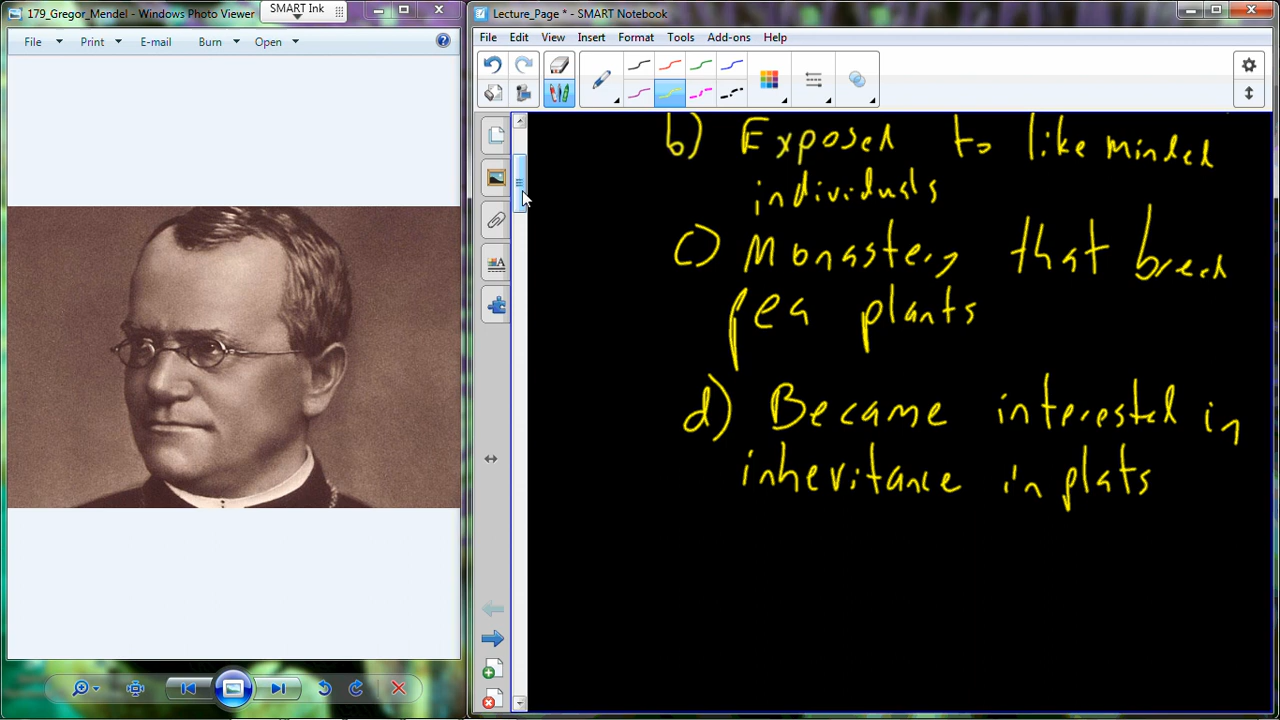 179_Gregor_Mendel - Windows Photo Viewer
SMART Ink
File Print E-mail Burn Open
Lecture_Page * - SMART Notebook
File Edit View Insert Format Tools Add-ons Help
b) Exposed to like minded
individuals
c) Monastery that breed
pea plants
d) Became interested in
inheritance in plats